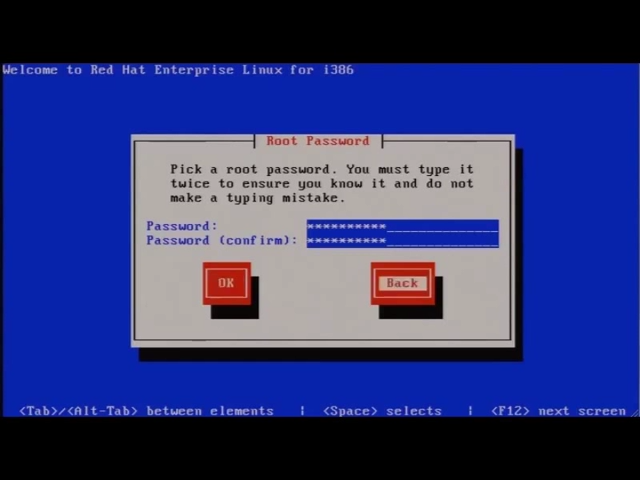 Welcome to Red Hat Enterprise Linux for i386
Root Password
Pick a root password. You must type it
twice to ensure you know it and do not
make a typing mistake.
Password: **********______________
Password (confirm): **********______________
OK Back
<Tab>/<Alt-Tab> between elements | <Space> selects | <F12> next screen